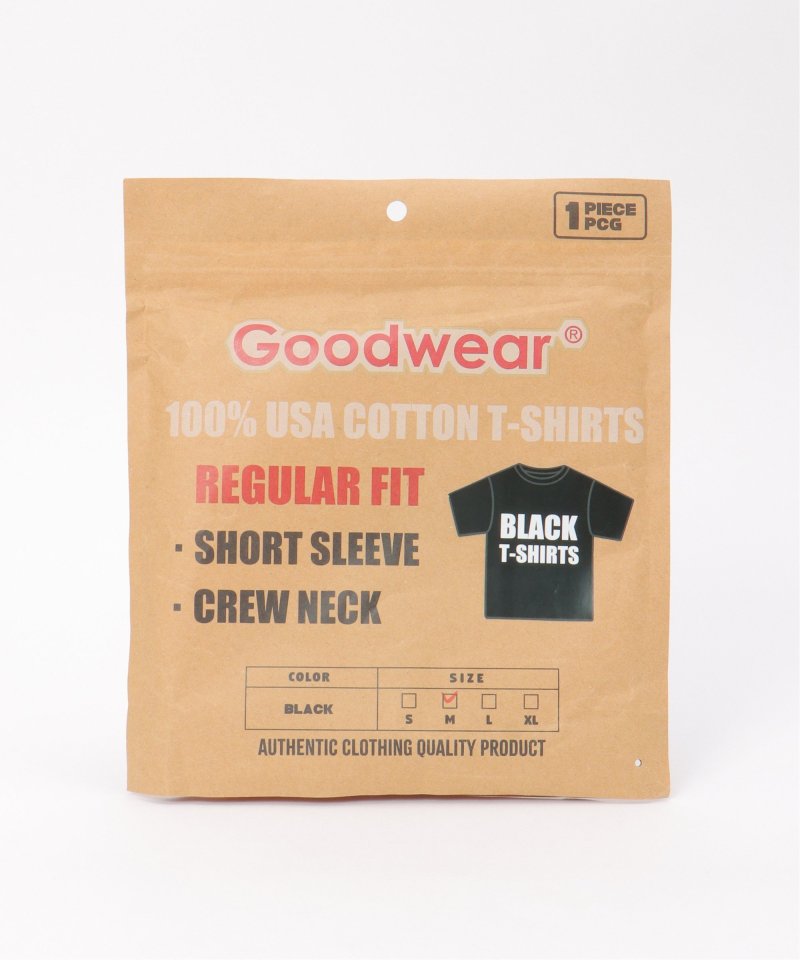 1 PIECE
PCG
Goodwear®
100% USA COTTON T-SHIRTS
REGULAR FIT
· SHORT SLEEVE
· CREW NECK
BLACK
T-SHIRTS
COLOR SIZE
BLACK
S M L XL
AUTHENTIC CLOTHING QUALITY PRODUCT